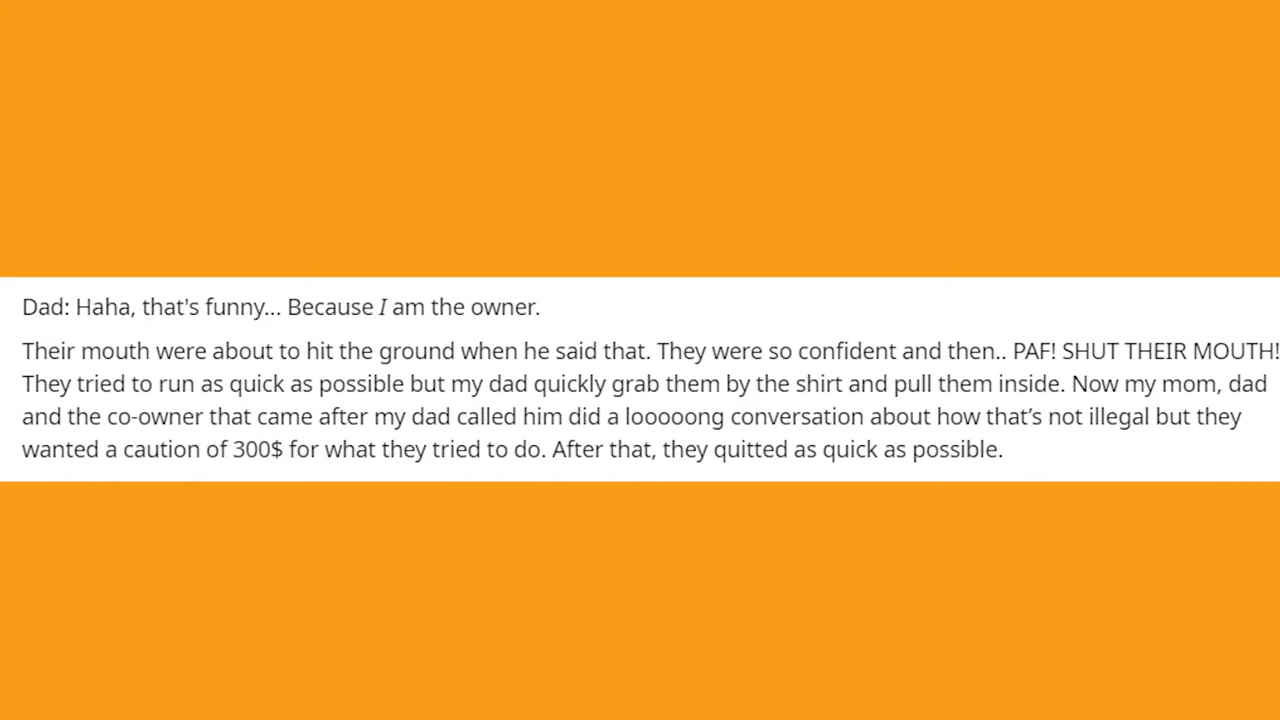 Dad: Haha, that's funny... Because I am the owner.
Their mouth were about to hit the ground when he said that. They were so confident and then.. PAF! SHUT THEIR MOUTH!
They tried to run as quick as possible but my dad quickly grab them by the shirt and pull them inside. Now my mom, dad
and the co-owner that came after my dad called him did a looooong conversation about how that’s not illegal but they
wanted a caution of 300$ for what they tried to do. After that, they quitted as quick as possible.